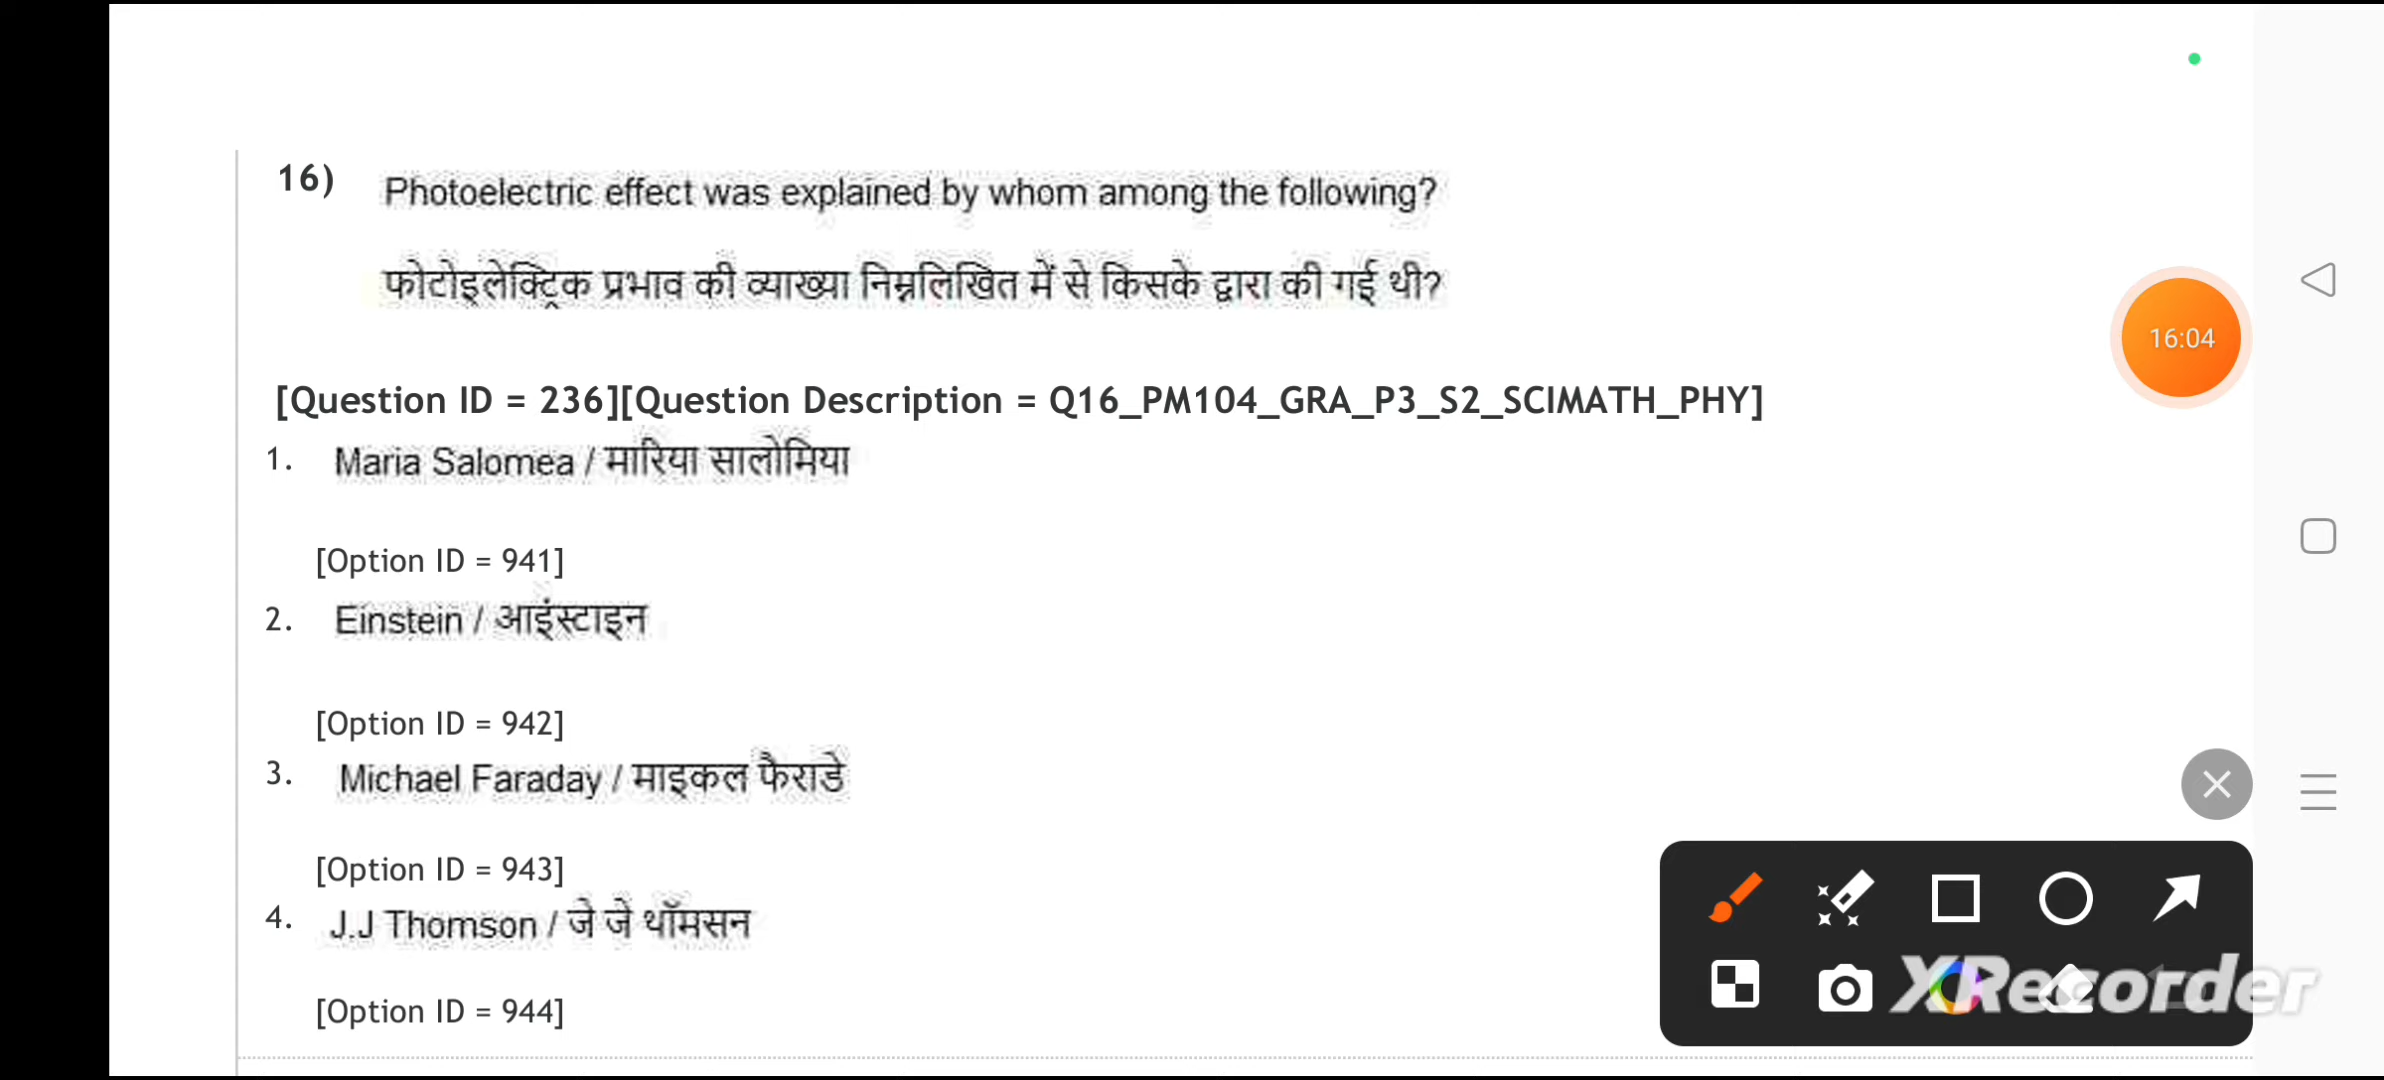 16) Photoelectric effect was explained by whom among the following?
फोटोइलेक्ट्रिक प्रभाव की व्याख्या निम्नलिखित में से किसके द्वारा की गई थी?
[Question ID = 236][Question Description = Q16_PM104_GRA_P3_S2_SCIMATH_PHY]
1. Maria Salomea / मारिया सालोमिया
[Option ID = 941]
2. Einstein / आइंस्टाइन
[Option ID = 942]
3. Michael Faraday / माइकल फैराडे
[Option ID = 943]
4. J.J Thomson / जे जे थॉमसन
[Option ID = 944]
16:04
XRecorder